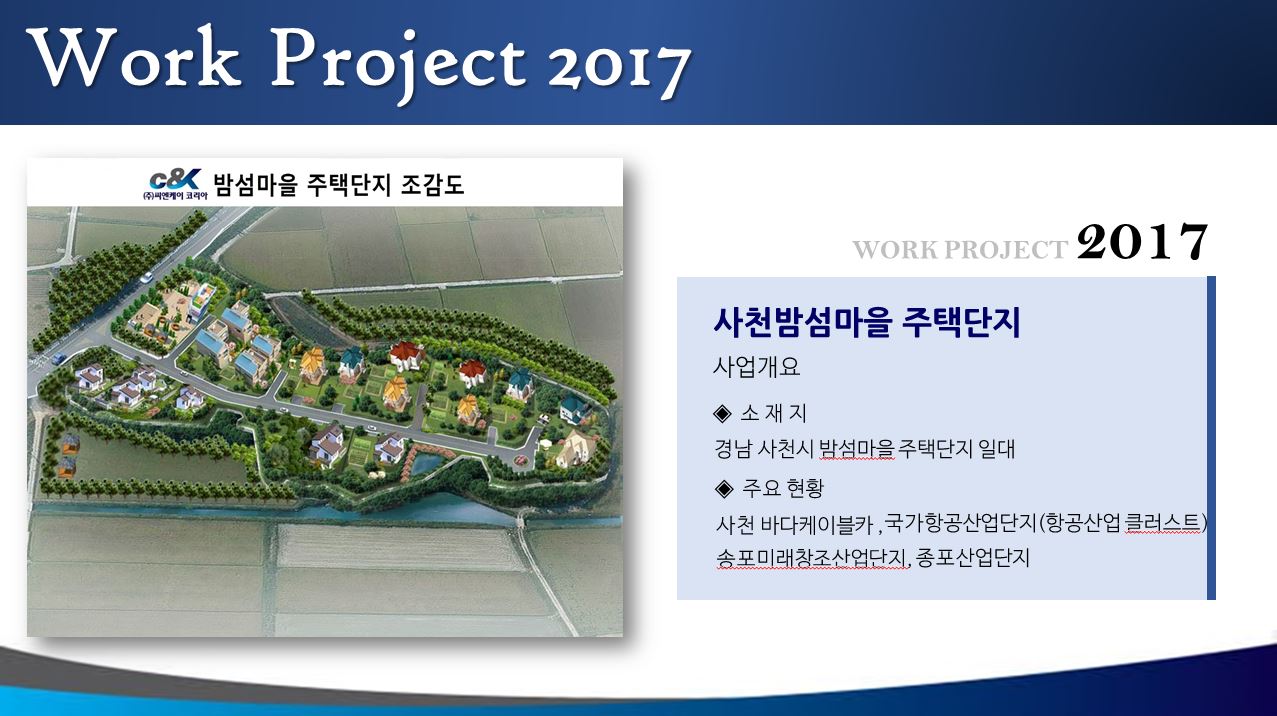 Work Project 2017
C&K
(주)씨엔케이 코리아
밤섬마을 주택단지 조감도
WORK PROJECT 2017
사천밤섬마을 주택단지
사업개요
◈ 소 재 지
경남 사천시 밤섬마을 주택단지 일대
◈ 주요 현황
사천 바다케이블카 , 국가항공산업단지(항공산업 클러스트)
송포미래창조산업단지, 종포산업단지